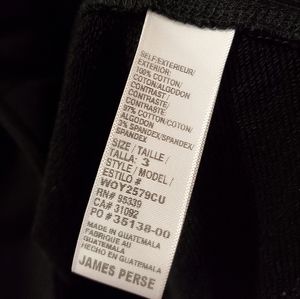 SELF/EXTERIEUR/
EXTERIOR:
100% COTTON/
COTON/ALGODON
CONTRAST /
CONTRASTE/
CONTRASTE:
97% COTTON/COTON/
ALGODON
3% SPANDEX/SPANDEX/
SPANDEX
SIZE / TAILLE /
TALLA: 3
STYLE / MODEL /
ESTILO #
WOY2579CU
RN# 95339
CA# 31092
PO # 35138-00
MADE IN GUATEMALA
FABRIQUE AU
GUATEMALA
HECHO EN GUATEMALA
JAMES PERSE